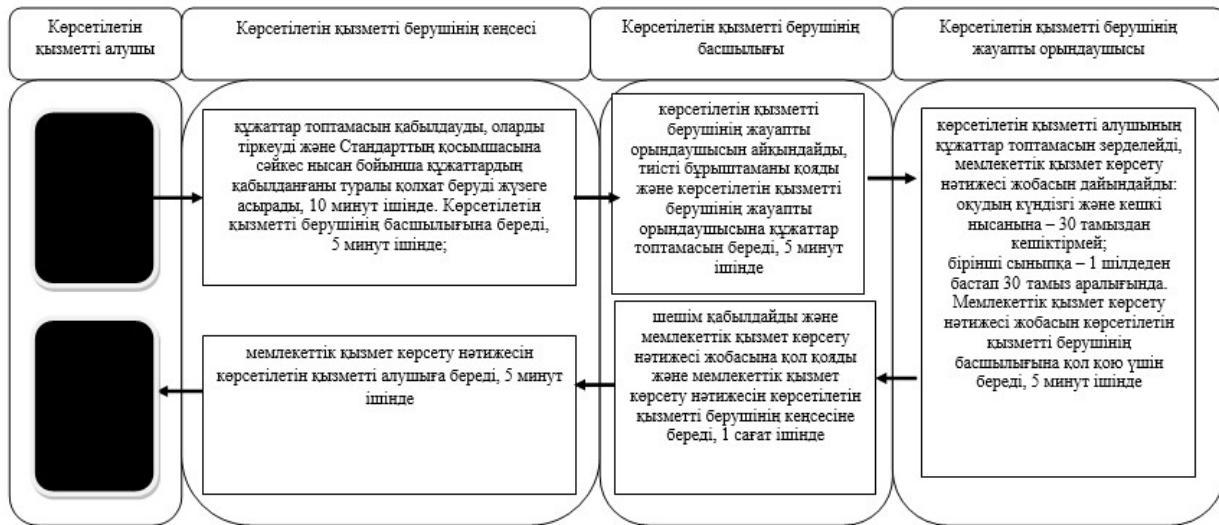 Көрсетілетін
қызметті алушы
Көрсетілетін қызметті берушінің кеңсесі
Көрсетілетін қызметті берушінің
басшылығы
Көрсетілетін қызметті берушінің
жауапты орындаушысы
құжаттар топтамасын қабылдауды, оларды
тіркеуді және Стандарттың қосымшасына
сәйкес нысан бойынша құжаттардың
қабылданғаны туралы қолхат беруді жүзеге
асырады, 10 минут ішінде. Көрсетілетін
қызметті берушінің басшылығына береді,
5 минут ішінде;
көрсетілетін қызметті
берушінің жауапты
орындаушысын айқындайды,
тиісті бұрыштаманы қояды
және көрсетілетін қызметті
берушінің жауапты
орындаушысына құжаттар
топтамасын береді, 5 минут
ішінде
көрсетілетін қызметті алушының
құжаттар топтамасын зерделейді,
мемлекеттік қызмет көрсету
нәтижесі жобасын дайындайды:
оқудың күндізгі және кешкі
нысанына – 30 тамыздан
кешіктірмей;
бірінші сыныпқа – 1 шілдеден
бастап 30 тамыз аралығында.
Мемлекеттік қызмет көрсету
нәтижесі жобасын көрсетілетін
қызметті берушінің
басшылығына қол қою үшін
береді, 5 минут ішінде
шешім қабылдайды және
мемлекеттік қызмет көрсету
нәтижесі жобасына қол қояды
және мемлекеттік қызмет
көрсету нәтижесін көрсетілетін
қызметті берушінің кеңсесіне
береді, 1 сағат ішінде
мемлекеттік қызмет көрсету нәтижесін
көрсетілетін қызметті алушыға береді, 5 минут
ішінде